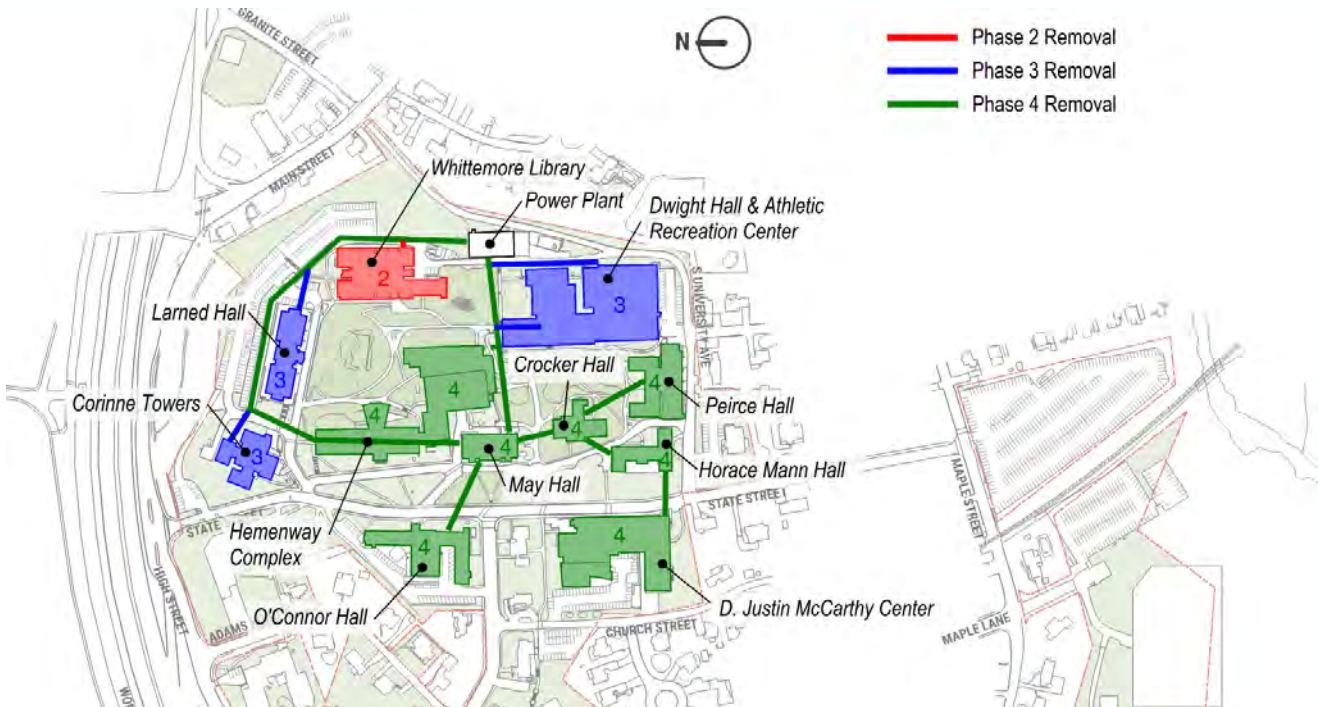 GRANITE STREET
N
Phase 2 Removal
Phase 3 Removal
Phase 4 Removal
MAIN STREET
Whittemore Library
Power Plant
Dwight Hall & Athletic
Recreation Center
2
3
S UNIVERSITY AVE
Larned Hall
3
Crocker Hall
4
4
Peirce Hall
Corinne Towers
4
4
4
3
4
Horace Mann Hall
May Hall
MAPLE STREET
STATE STREET
STATE
Hemenway
Complex
4
4
HIGH STREET
O'Connor Hall
D. Justin McCarthy Center
ADAMS
CHURCH STREET
MAPLE LANE